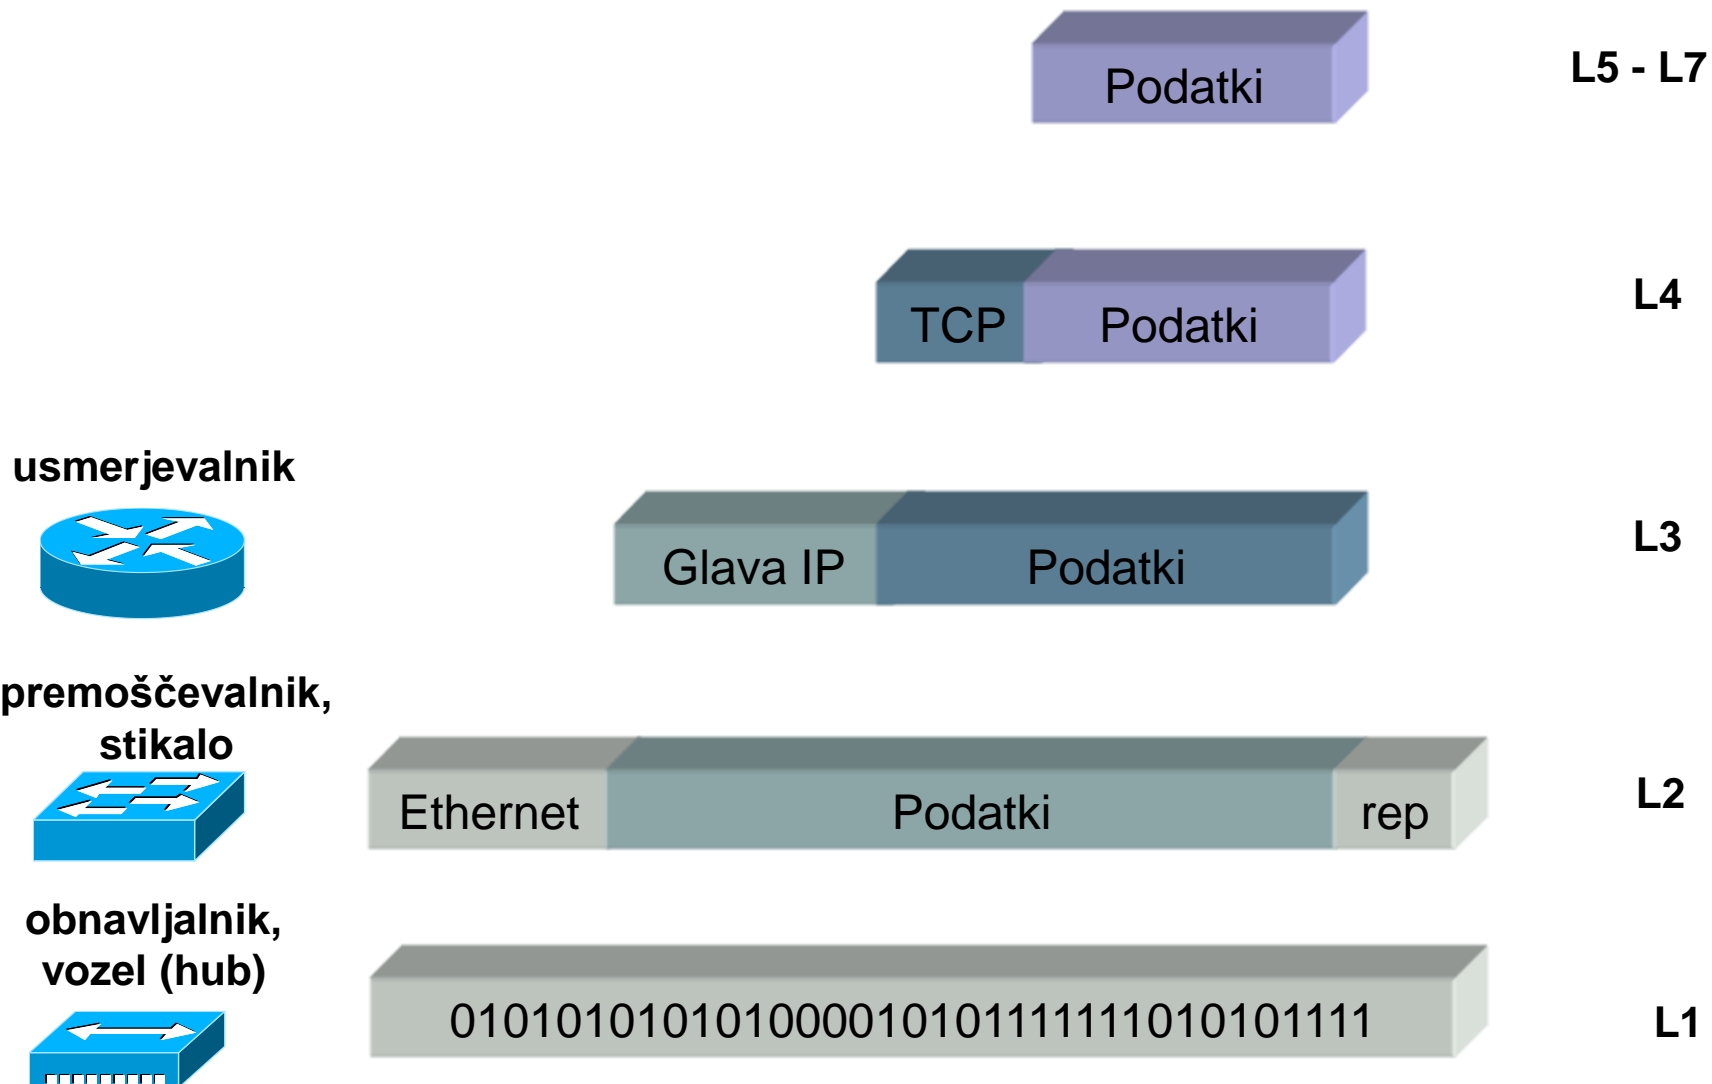 Podatki
L5 - L7
TCP Podatki
L4
usmerjevalnik
Glava IP Podatki
L3
premoščevalnik,
stikalo
Ethernet Podatki rep
L2
obnavljalnik,
vozel (hub)
010101010101000010101111111010101111
L1